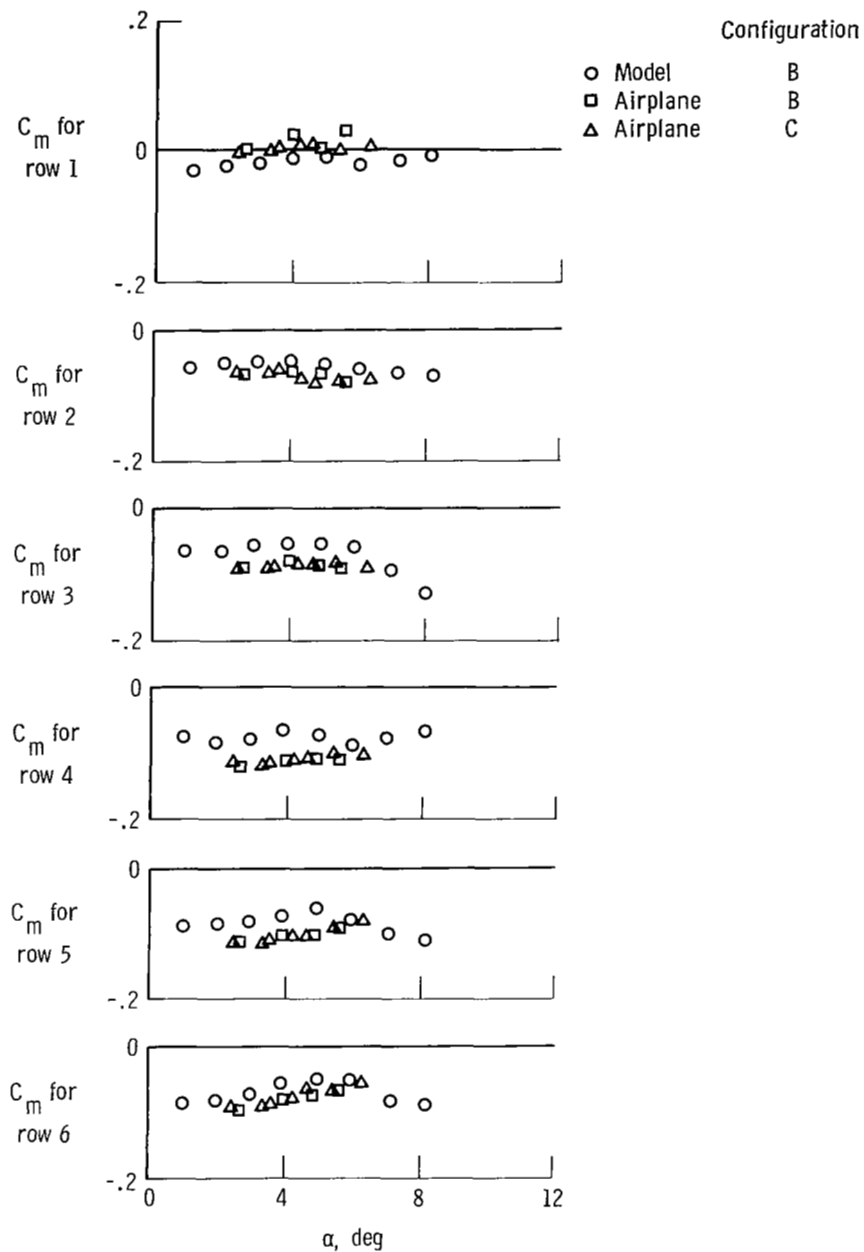 Configuration
○ Model B
□ Airplane B
△ Airplane C
.2
C_m for
row 1
0
-.2
0
C_m for
row 2
-.2
0
C_m for
row 3
-.2
0
C_m for
row 4
-.2
0
C_m for
row 5
-.2
0
C_m for
row 6
-.2
0 4 8 12
α, deg